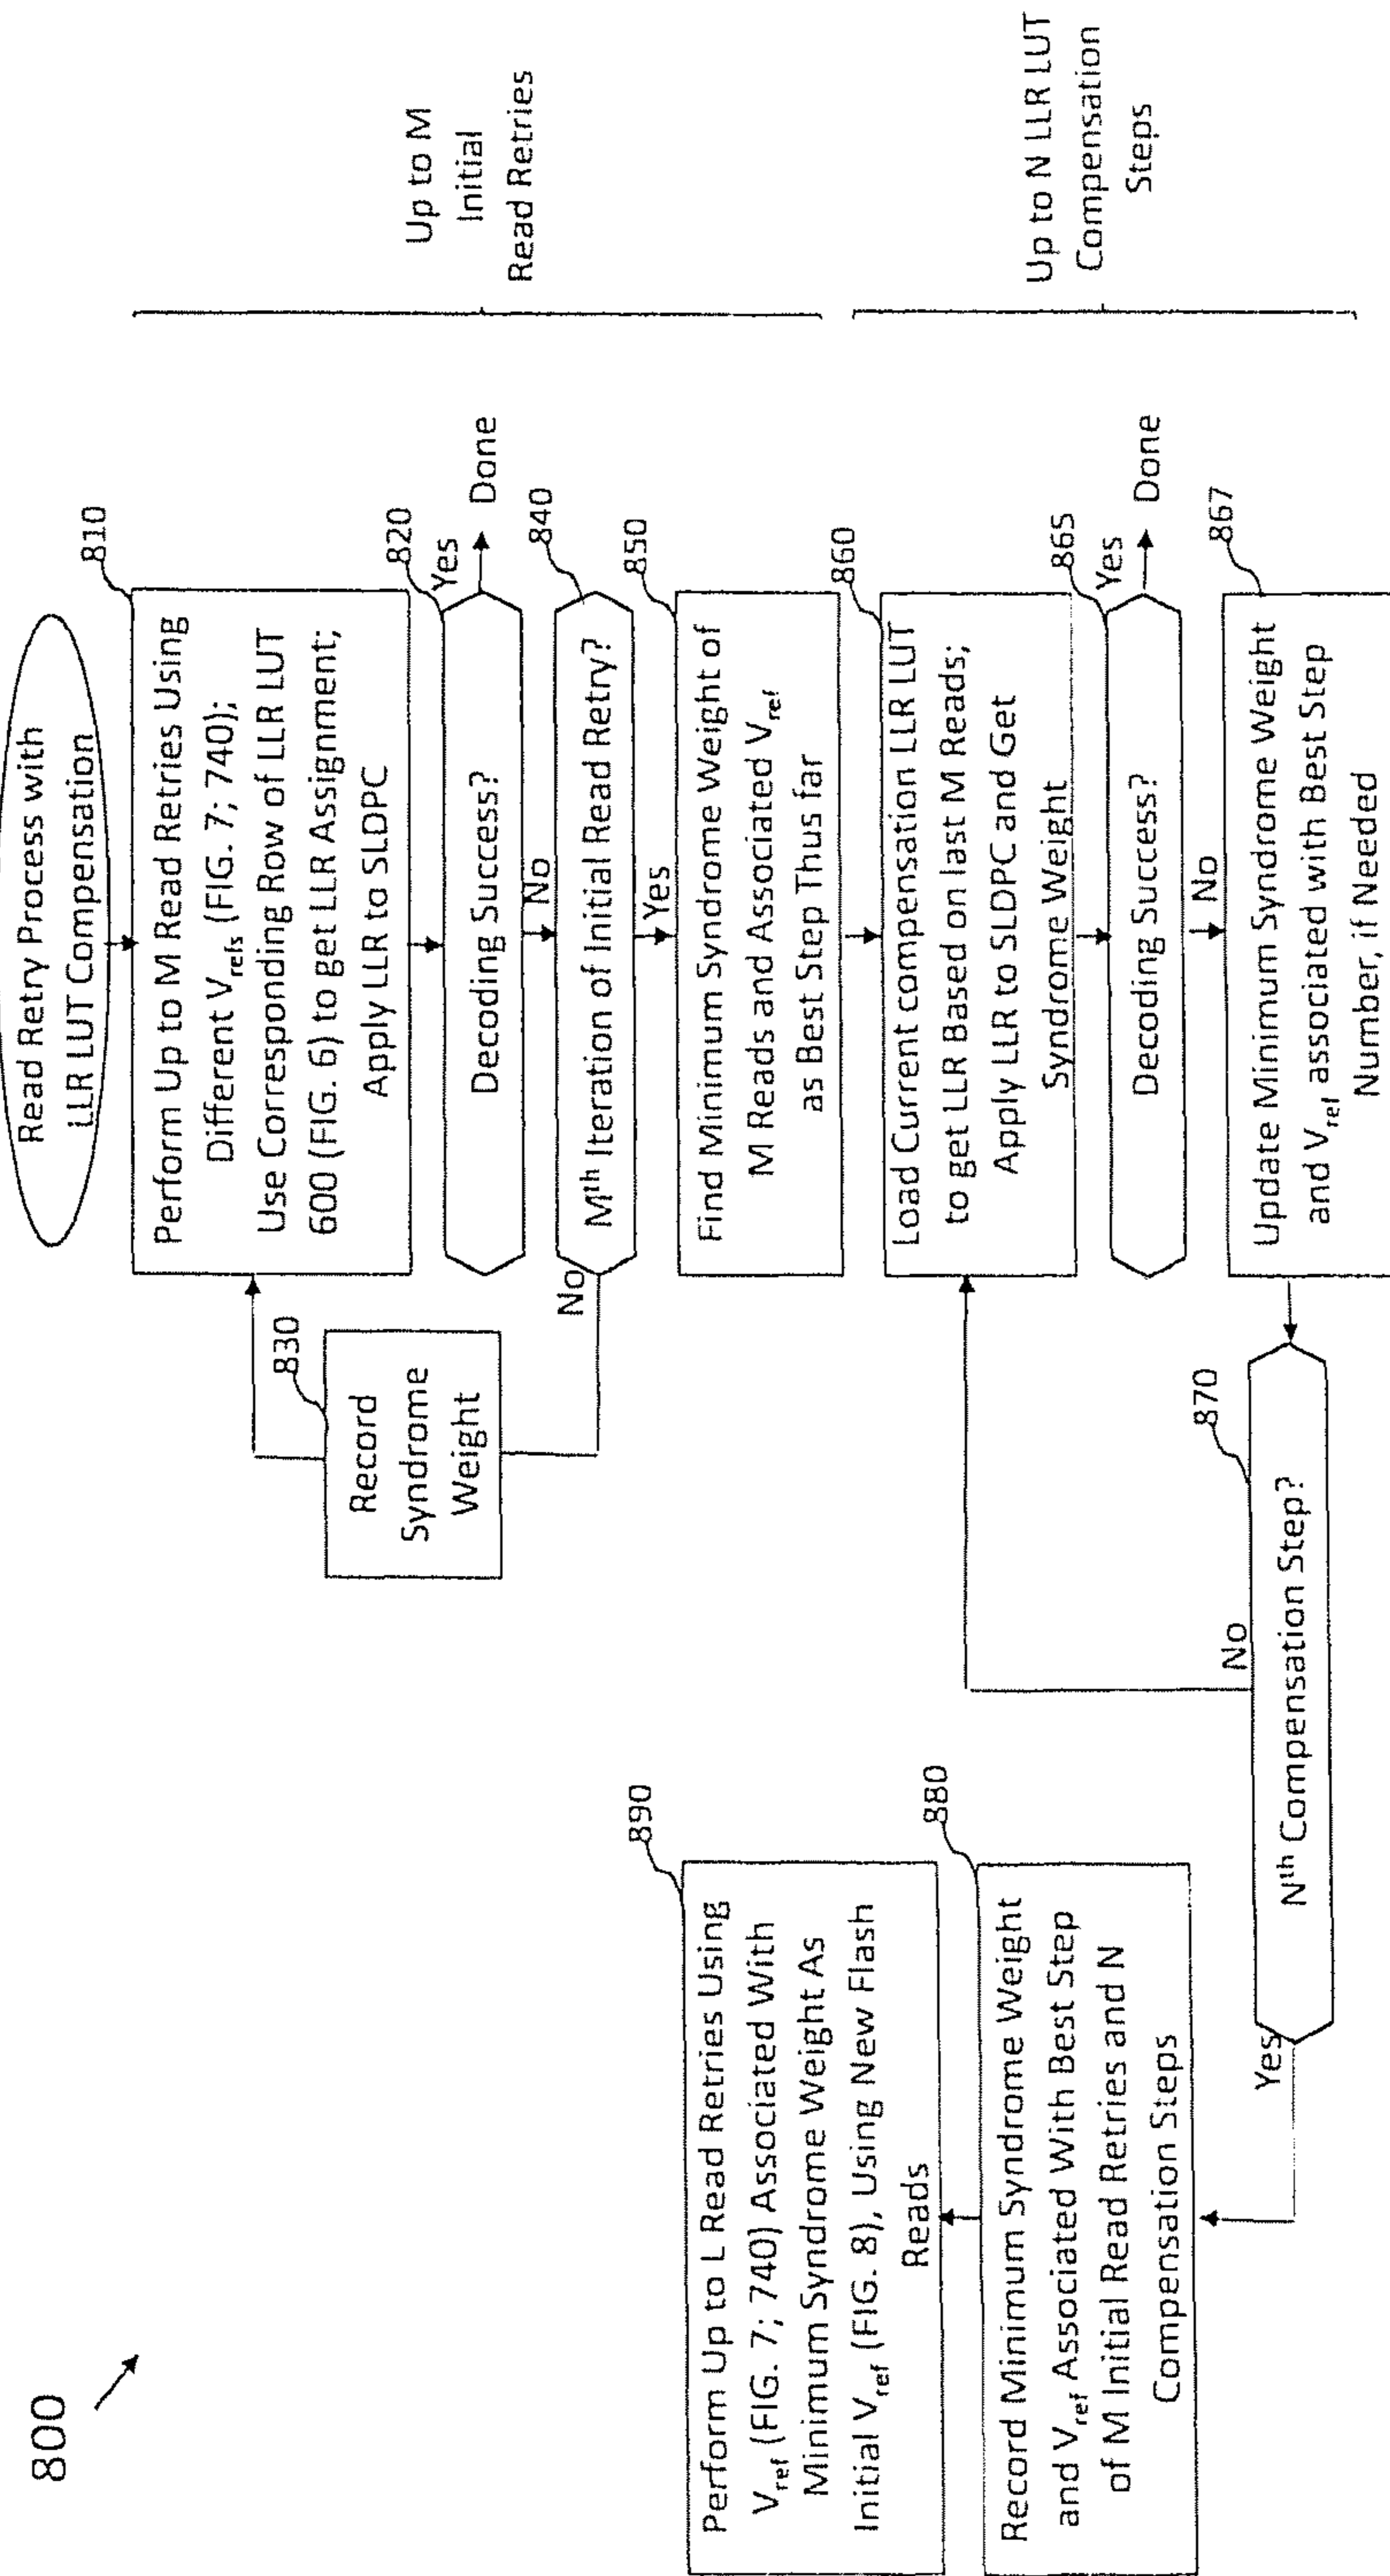 800
Read Retry Process with
LLR LUT Compensation
810
Perform Up to M Read Retries Using
Different Vrefs (FIG. 7; 740);
Use Corresponding Row of LLR LUT
600 (FIG. 6) to get LLR Assignment;
Apply LLR to SLDPC
820
Decoding Success?
Yes
Done
No
840
Mth Iteration of Initial Read Retry?
No
830
Record
Syndrome
Weight
Yes
850
Find Minimum Syndrome Weight of
M Reads and Associated Vref
as Best Step Thus far
860
Load Current compensation LLR LUT
to get LLR Based on last M Reads;
Apply LLR to SLDPC and Get
Syndrome Weight
865
Decoding Success?
Yes
Done
No
867
Update Minimum Syndrome Weight
and Vref associated with Best Step
Number, if Needed
870
Nth Compensation Step?
No
Yes
880
Record Minimum Syndrome Weight
and Vref Associated With Best Step
of M Initial Read Retries and N
Compensation Steps
890
Perform Up to L Read Retries Using
Vref (FIG. 7; 740) Associated With
Minimum Syndrome Weight As
Initial Vref (FIG. 8), Using New Flash
Reads
Up to M
Initial
Read Retries
Up to N LLR LUT
Compensation
Steps